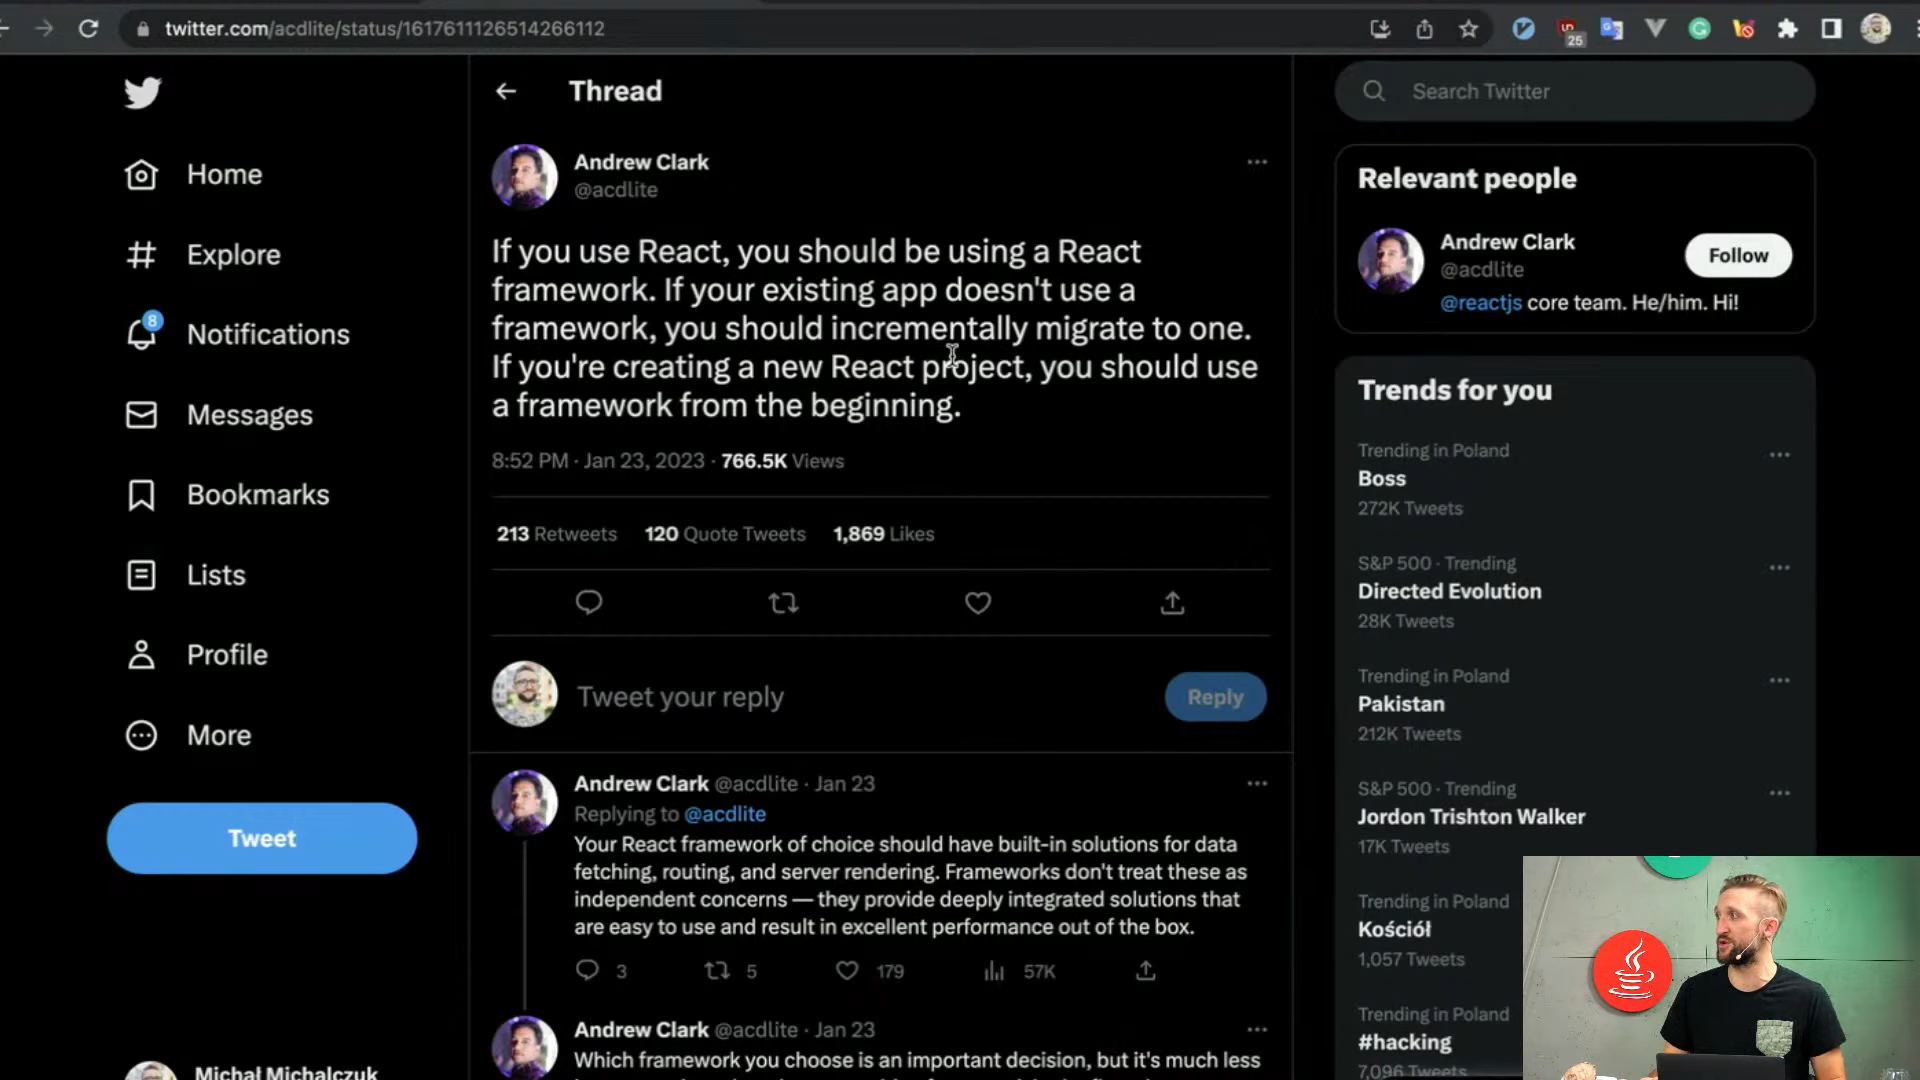 twitter.com/acdlite/status/1617611126514266112
25
Home
Explore
8
Notifications
Messages
Bookmarks
Lists
Profile
More
Tweet
Michał Michalczuk
Thread
Andrew Clark
@acdlite
If you use React, you should be using a React
framework. If your existing app doesn't use a
framework, you should incrementally migrate to one.
If you're creating a new React project, you should use
a framework from the beginning.
8:52 PM · Jan 23, 2023 · 766.5K Views
213 Retweets 120 Quote Tweets 1,869 Likes
Tweet your reply
Reply
Andrew Clark @acdlite · Jan 23
Replying to @acdlite
Your React framework of choice should have built-in solutions for data
fetching, routing, and server rendering. Frameworks don't treat these as
independent concerns — they provide deeply integrated solutions that
are easy to use and result in excellent performance out of the box.
3 5 179 57K
Andrew Clark @acdlite · Jan 23
Which framework you choose is an important decision, but it's much less
Search Twitter
Relevant people
Andrew Clark
@acdlite
Follow
@reactjs core team. He/him. Hi!
Trends for you
Trending in Poland
Boss
272K Tweets
S&P 500 · Trending
Directed Evolution
28K Tweets
Trending in Poland
Pakistan
212K Tweets
S&P 500 · Trending
Jordon Trishton Walker
17K Tweets
Trending in Poland
Kościół
1,057 Tweets
Trending in Poland
#hacking
7,096 Tweets